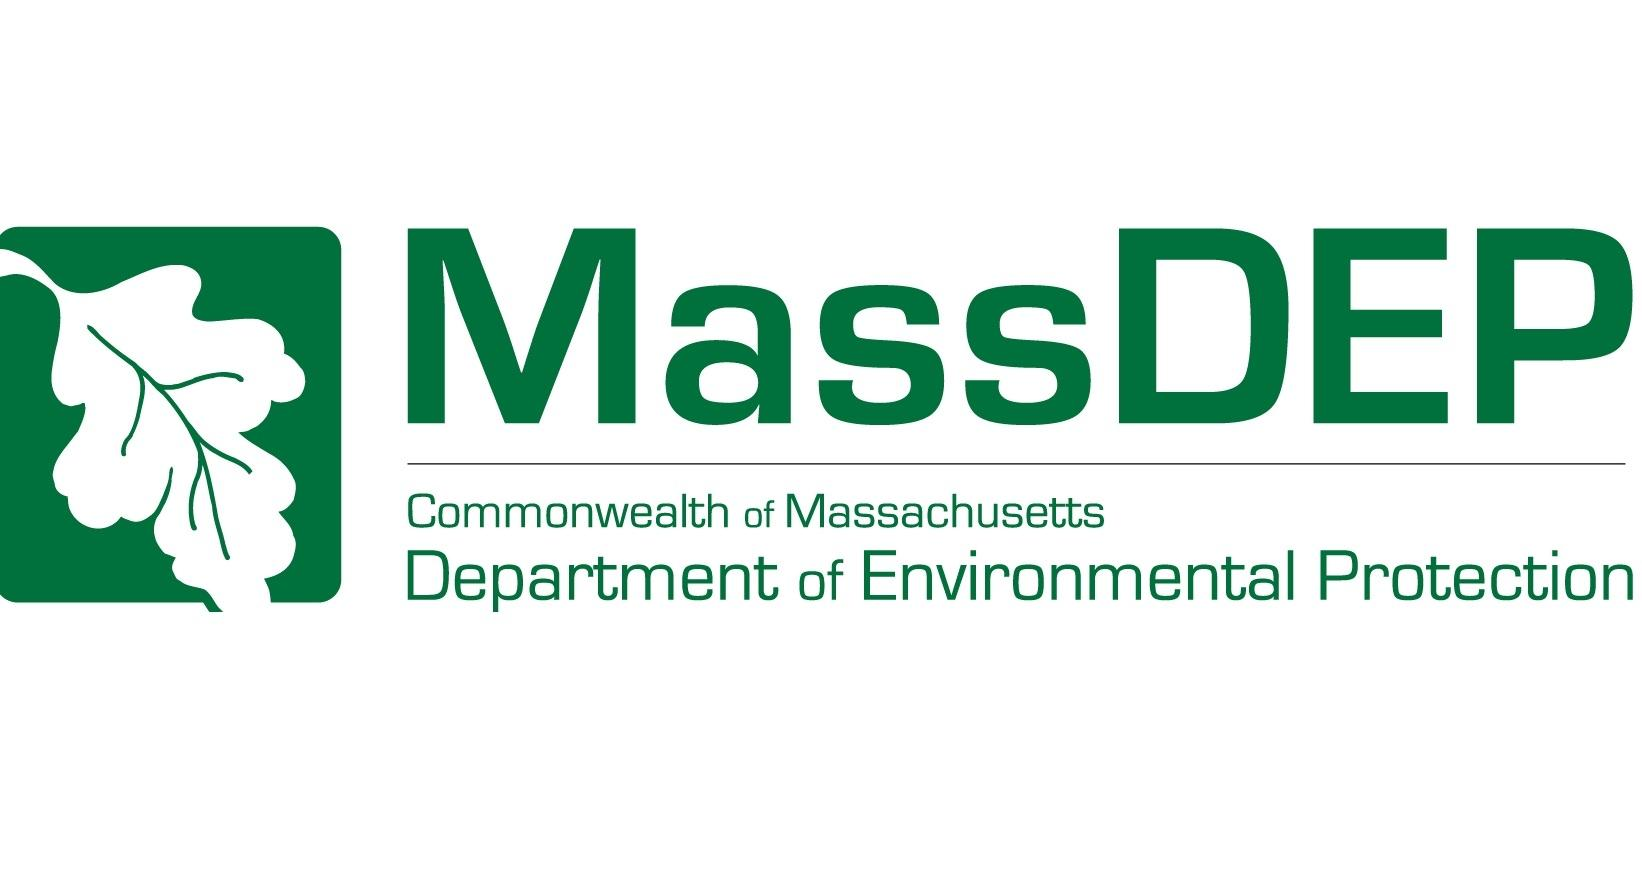 MassDEP
Commonwealth of Massachusetts
Department of Environmental Protection